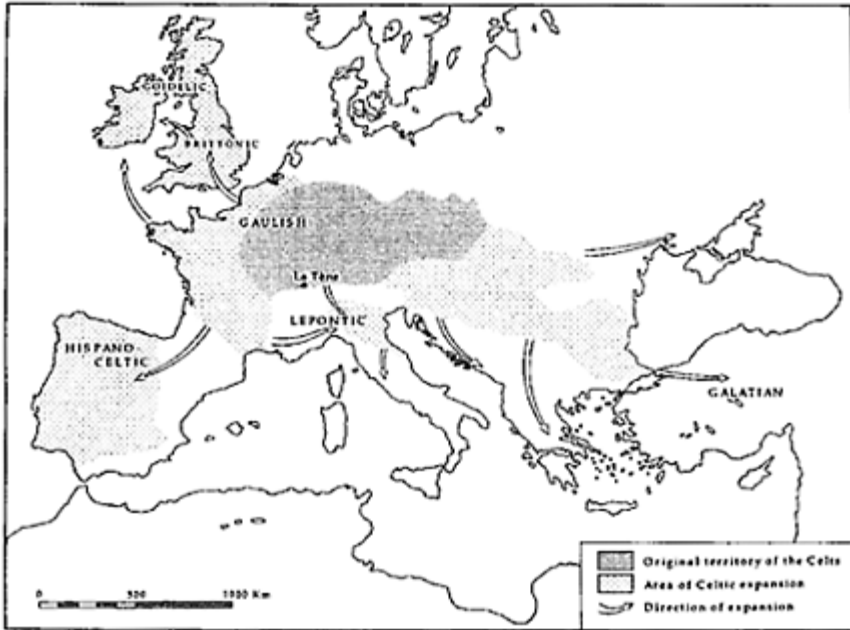 GOIDELIC
BRITTONIC
GAULISH
La Tène
LEPONTIC
HISPANO-
CELTIC
GALATIAN
Original territory of the Celts
Area of Celtic expansion
Direction of expansion
0 500 1000 Km